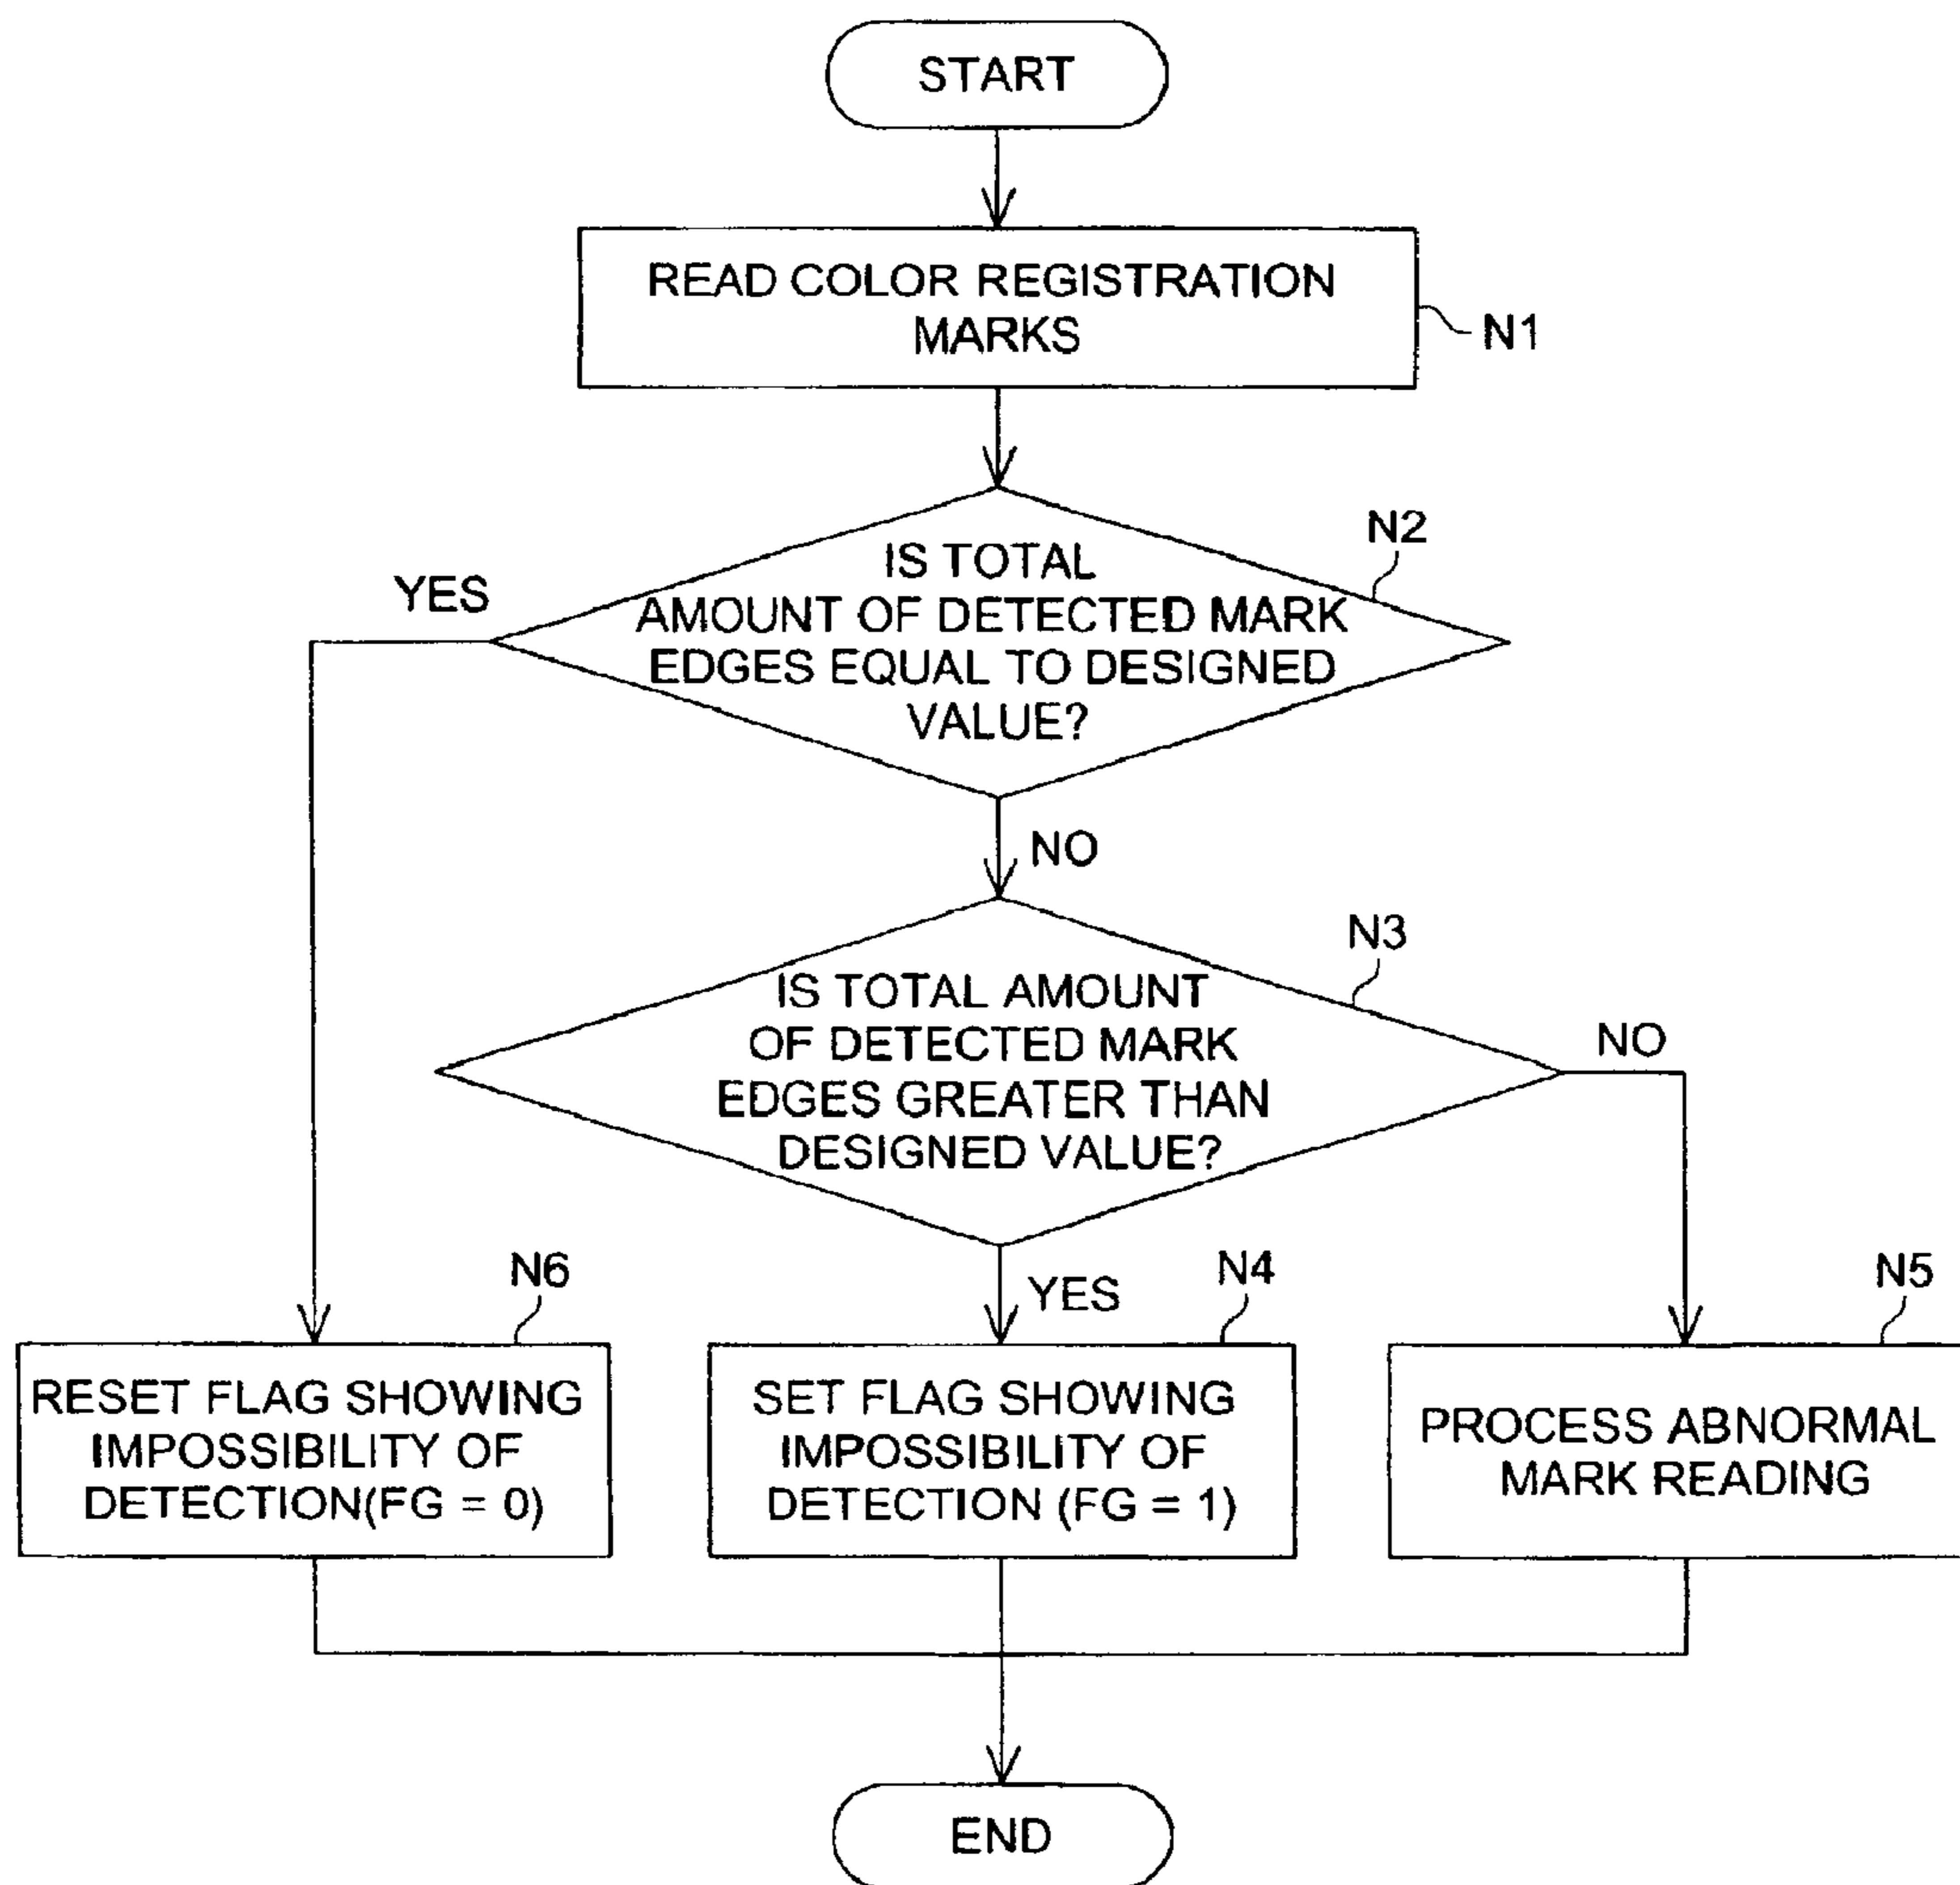 START
READ COLOR REGISTRATION
MARKS
N1
N2
IS TOTAL
AMOUNT OF DETECTED MARK
EDGES EQUAL TO DESIGNED
VALUE?
YES
NO
N3
IS TOTAL AMOUNT
OF DETECTED MARK
EDGES GREATER THAN
DESIGNED VALUE?
NO
YES
N6
RESET FLAG SHOWING
IMPOSSIBILITY OF
DETECTION(FG = 0)
N4
SET FLAG SHOWING
IMPOSSIBILITY OF
DETECTION (FG = 1)
N5
PROCESS ABNORMAL
MARK READING
END